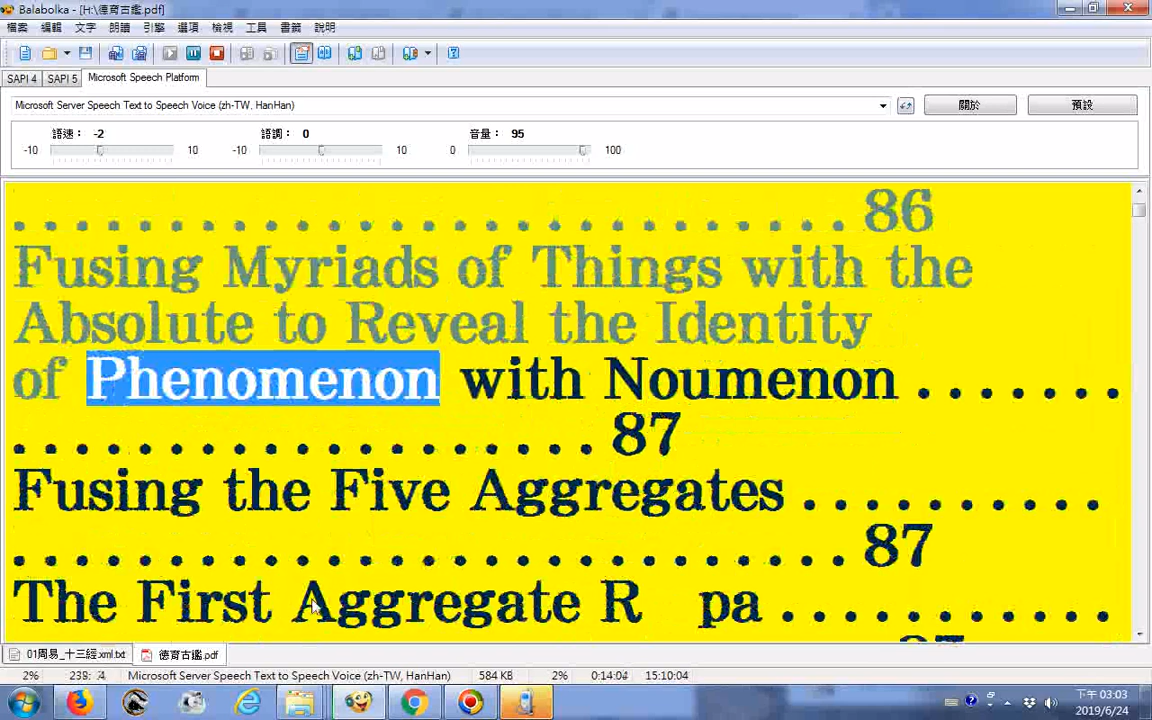 Balabolka - [H:\德育古鑑.pdf]
檔案 編輯 文字 朗讀 引擎 選項 檢視 工具 書籤 說明
SAPI 4 SAPI 5 Microsoft Speech Platform
Microsoft Server Speech Text to Speech Voice (zh-TW, HanHan) 關於 預設
語速： -2 語調： 0 音量： 95
-10 10 -10 10 0 100
. . . . . . . . . . . . . . . . . . . . . . . . . . . 86
Fusing Myriads of Things with the
Absolute to Reveal the Identity
of Phenomenon with Noumenon . . . . . . .
. . . . . . . . . . . . . . . . . . . 87
Fusing the Five Aggregates . . . . . . . . . .
. . . . . . . . . . . . . . . . . . . . . . . . . . . 87
The First Aggregate R pa . . . . . . . . . . .
01周易_十三經.xml.txt 德育古鑑.pdf
2% Microsoft Server Speech Text to Speech Voice (zh-TW, HanHan) 584 KB 2% 0:14:04 15:10:04
下午 03:03
2019/6/24